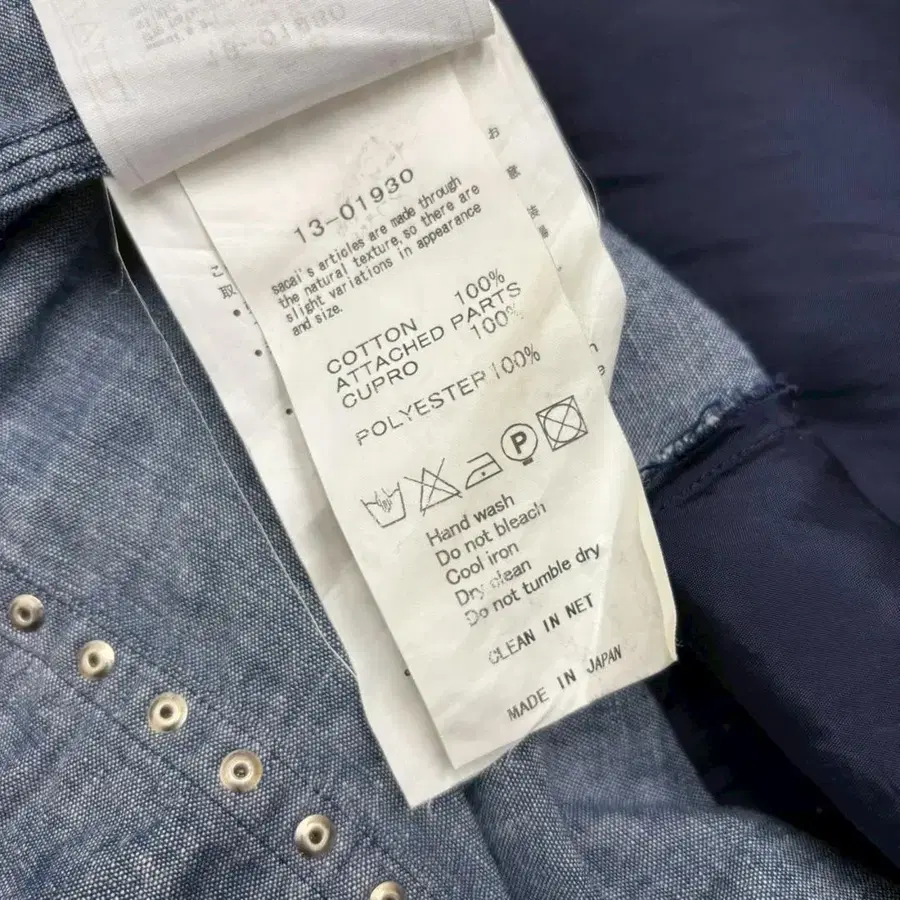 13-01930
sacai's articles are made through
the natural texture, so there are
slight variations in appearance
and size.
COTTON 100%
ATTACHED PARTS
CUPRO 100%
POLYESTER 100%
P
Hand wash
Do not bleach
Cool iron
Dry clean
Do not tumble dry
CLEAN IN NET
MADE IN JAPAN